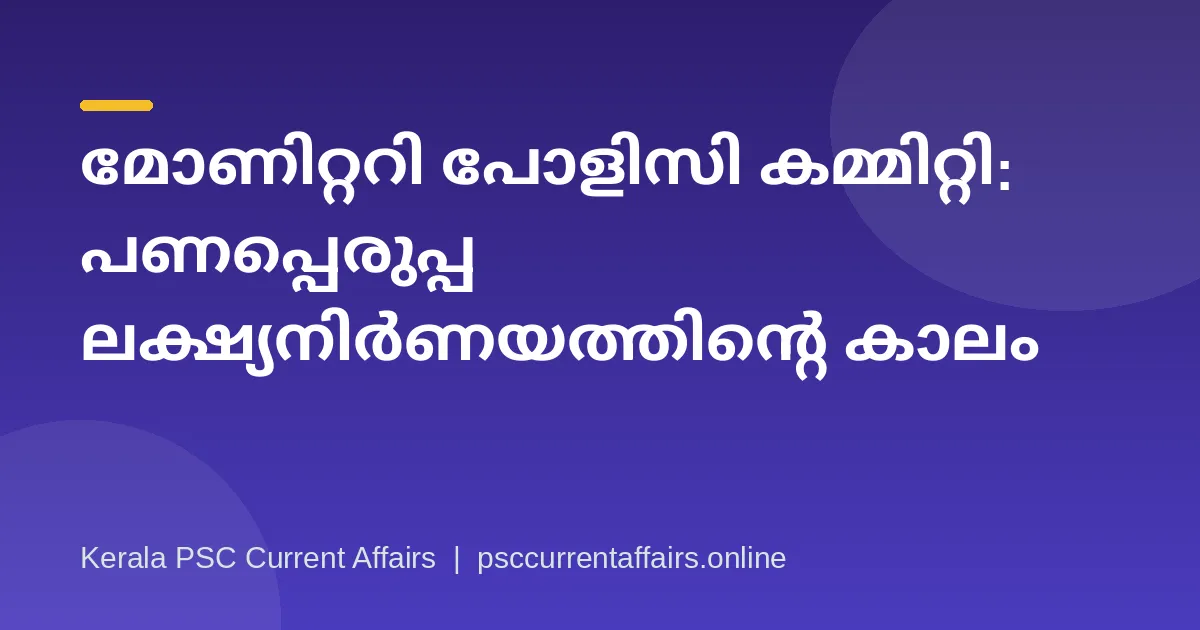 മോണിറ്ററി പോളിസി കമ്മിറ്റി:
പണപ്പെരുപ്പ
ലക്ഷ്യനിർണയത്തിന്റെ കാലം
Kerala PSC Current Affairs | psccurrentaffairs.online